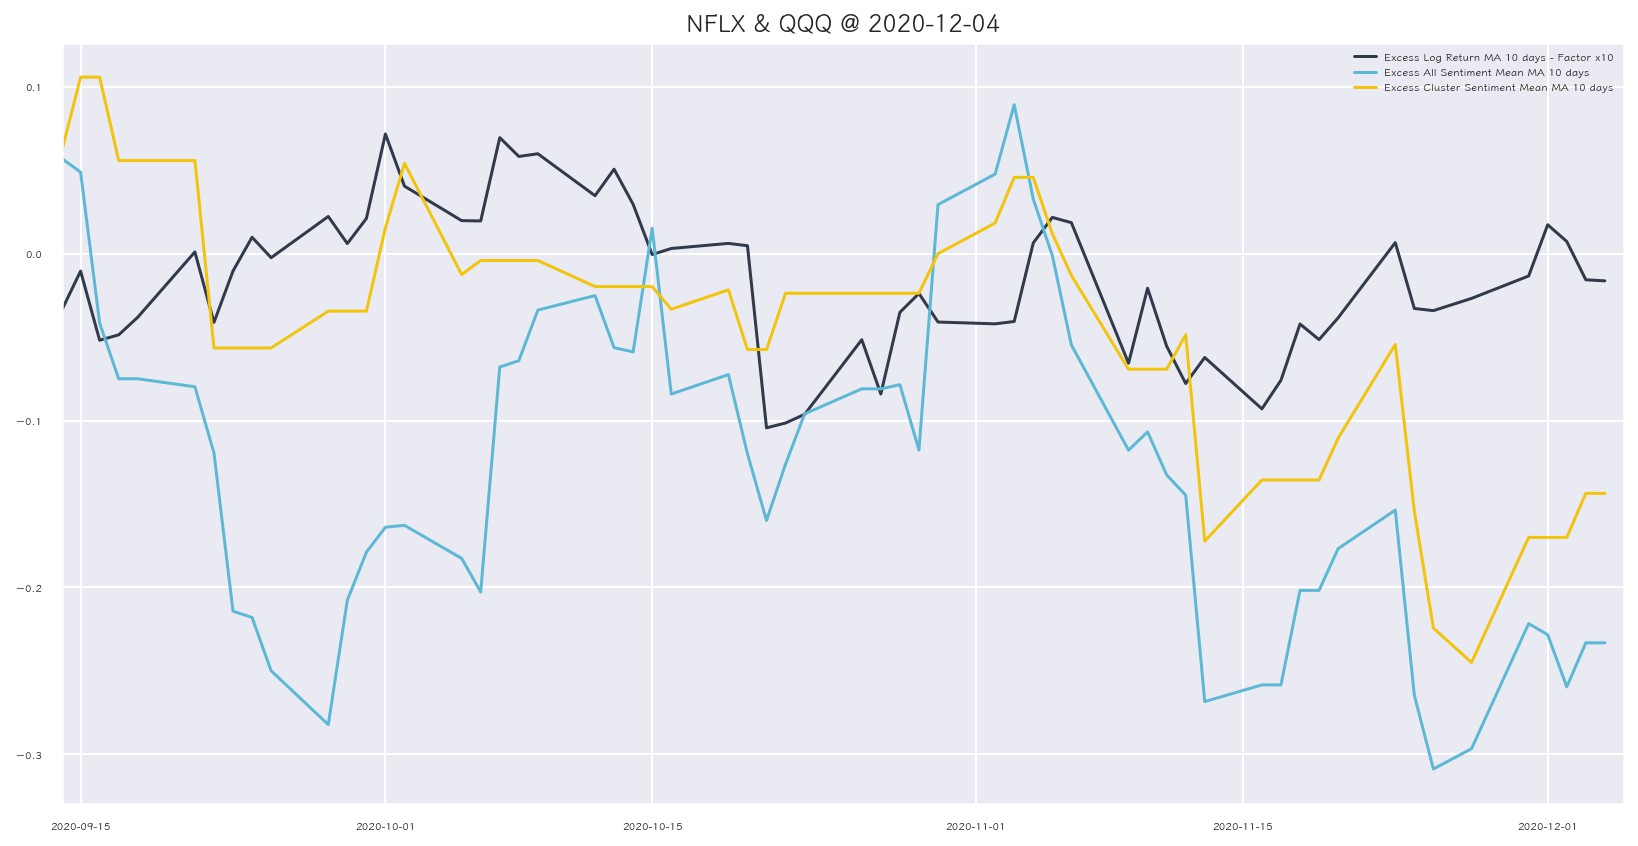 NFLX & QQQ @ 2020-12-04
Excess Log Return MA 10 days - Factor x10
Excess All Sentiment Mean MA 10 days
Excess Cluster Sentiment Mean MA 10 days
0.1
0.0
−0.1
−0.2
−0.3
2020-09-15
2020-10-01
2020-10-15
2020-11-01
2020-11-15
2020-12-01